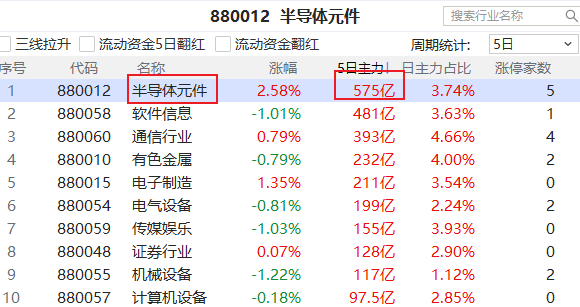 880012 半导体元件
搜索行业名称
三线拉升 流动资金5日翻红 流动资金翻红 周期统计: 5日
序号 代码 名称 涨幅 5日主力↓ 日主力占比 涨停家数
1 880012 半导体元件 2.58% 575亿 3.74% 5
2 880058 软件信息 -1.01% 481亿 3.63% 1
3 880060 通信行业 0.79% 393亿 4.66% 4
4 880010 有色金属 -0.79% 232亿 4.00% 2
5 880015 电子制造 1.35% 211亿 3.54% 0
6 880054 电气设备 -0.81% 199亿 2.24% 2
7 880059 传媒娱乐 -1.03% 155亿 3.93% 0
8 880048 证券行业 0.07% 128亿 2.90% 0
9 880055 机械设备 -1.22% 117亿 1.12% 2
10 880057 计算机设备 -0.18% 97.5亿 2.85% 0